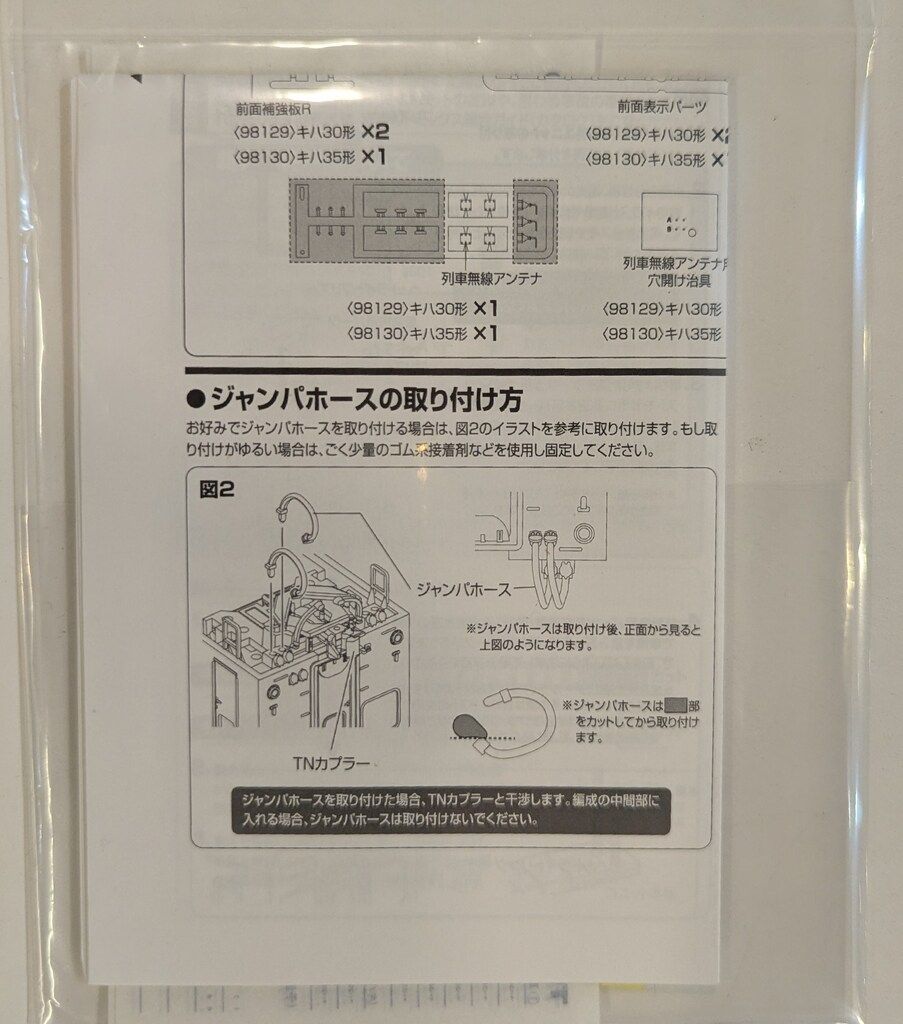 前面補強板R
〈98129〉キハ30形 ×2
〈98130〉キハ35形 ×1
前面表示パーツ
〈98129〉キハ30形 ×2
〈98130〉キハ35形 ×
列車無線アンテナ
〈98129〉キハ30形 ×1
〈98130〉キハ35形 ×1
A
B
列車無線アンテナ用
穴開け治具
〈98129〉キハ30形
〈98130〉キハ35形
●ジャンパホースの取り付け方
お好みでジャンパホースを取り付ける場合は、図2のイラストを参考に取り付けます。もし取
り付けがゆるい場合は、ごく少量のゴム系接着剤などを使用し固定してください。
図2
ジャンパホース
※ジャンパホースは取り付け後、正面から見ると
上図のようになります。
※ジャンパホースは 部
をカットしてから取り付け
ます。
TNカプラー
ジャンパホースを取り付けた場合、TNカプラーと干渉します。編成の中間部に
入れる場合、ジャンパホースは取り付けないでください。